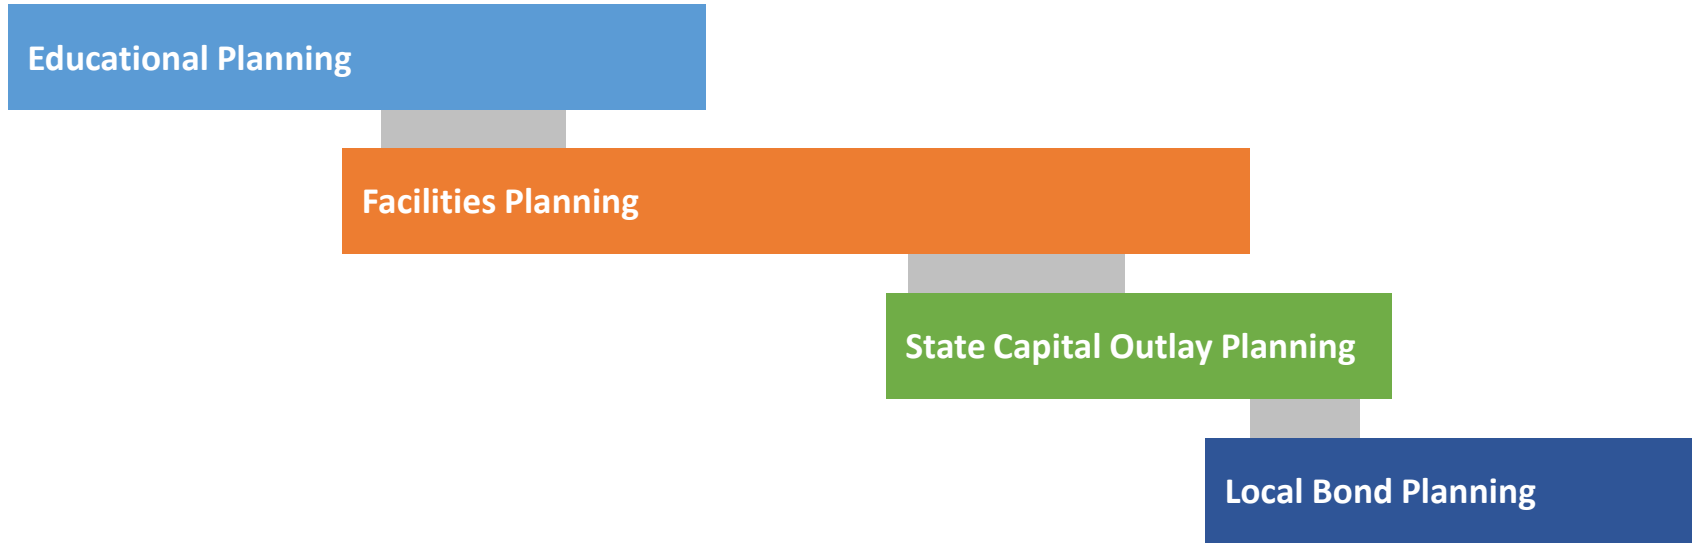 Educational Planning
Facilities Planning
State Capital Outlay Planning
Local Bond Planning